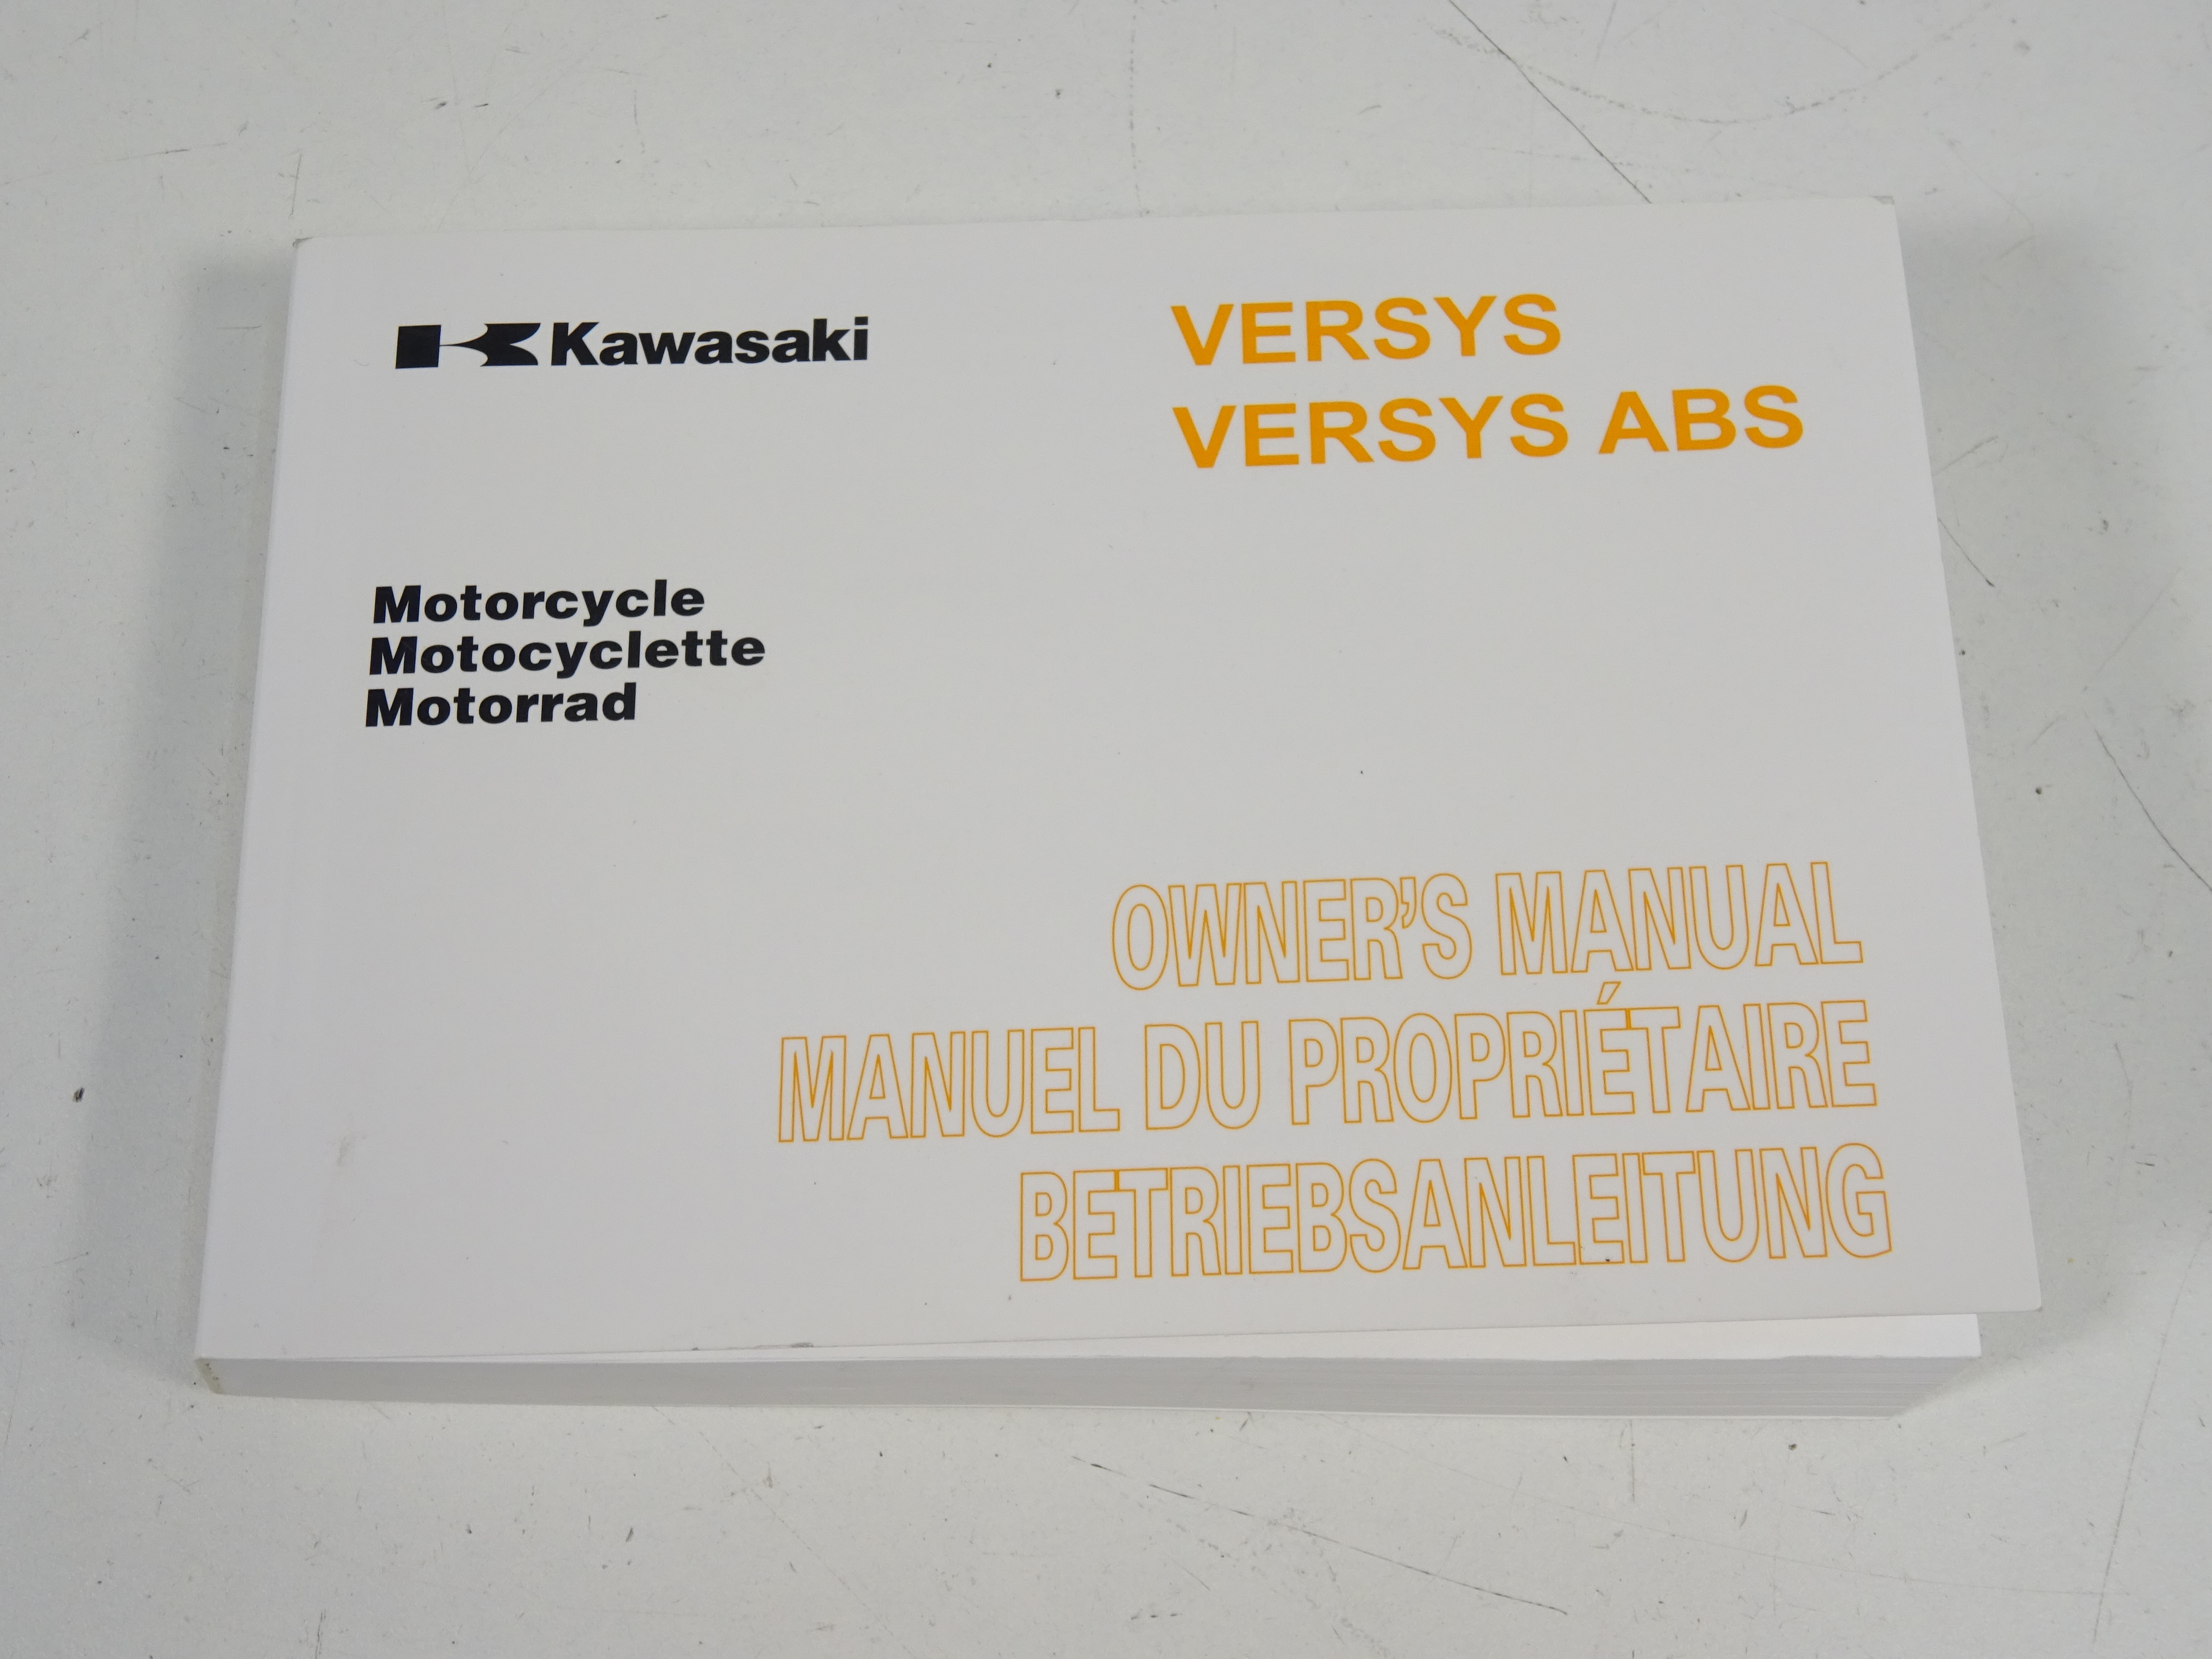 Kawasaki
VERSYS
VERSYS ABS
Motorcycle
Motocyclette
Motorrad
OWNER'S MANUAL
MANUEL DU PROPRIÉTAIRE
BETRIEBSANLEITUNG